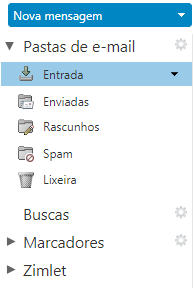 Nova mensagem
Pastas de e-mail
Entrada
Enviadas
Rascunhos
Spam
Lixeira
Buscas
Marcadores
Zimlet